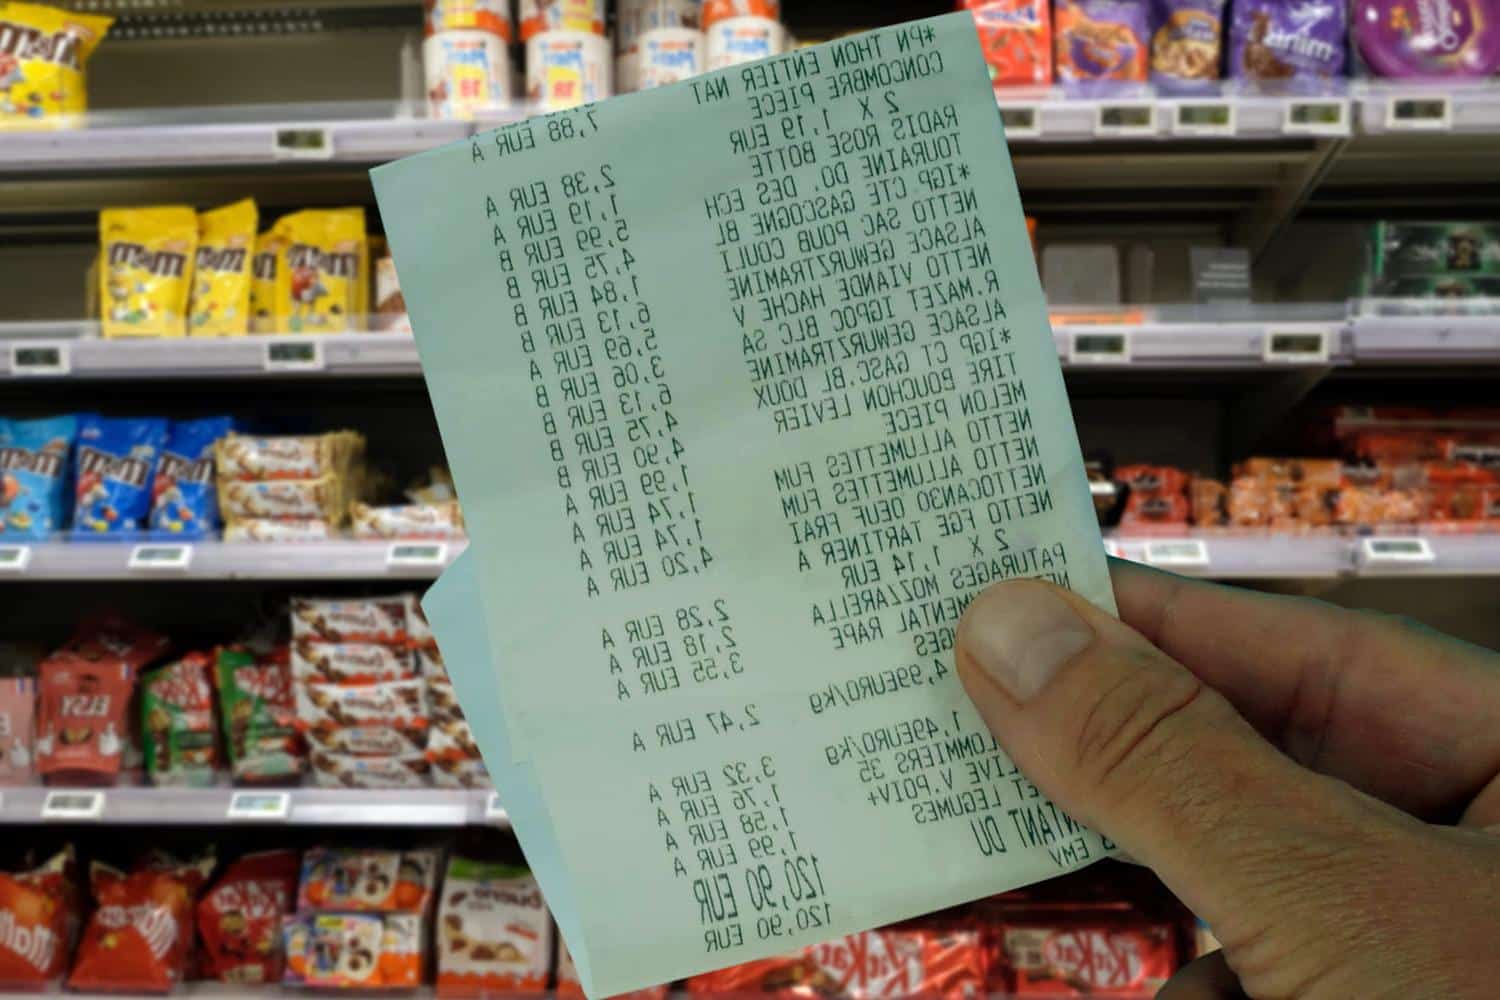 *PN THON ENTIER NAT 7,88 EUR A
CONCOMBRE PIECE
2 X 1,19 EUR 2,38 EUR A
RADIS ROSE BOTTE 1,19 EUR A
TOURAINE DO. DES ECH 5,99 EUR B
*IGP CTE GASCOGNE BL 4,75 EUR B
NETTO SAC POUB COULI 1,84 EUR B
ALSACE GEWURZTRAMINE 6,13 EUR B
NETTO VIANDE HACHE V 5,69 EUR A
R.MAZET IGPOC BLC SA 3,06 EUR B
ALSACE GEWURZTRAMINE 6,13 EUR B
*IGP CT GASC.BL DOUX 4,75 EUR B
TIRE BOUCHON LEVIER 4,90 EUR B
MELON PIECE 1,99 EUR A
NETTO ALLUMETTES FUM 1,74 EUR A
NETTO ALLUMETTES FUM 1,74 EUR A
NETTOCAN30 OEUF FRAI 4,20 EUR A
NETTO FGE TARTINER A
2 X 1,14 EUR 2,28 EUR A
PATURAGES MOZZARELLA 2,18 EUR A
RAPE 3,55 EUR A
4,99EURO/kg 2,47 EUR A
1,49EURO/kg 3,32 EUR A
35 1,76 EUR A
V.POIV+ 1,58 EUR A
ET LEGUMES 1,99 EUR A
DU 120,90 EUR
EMV 120,90 EUR